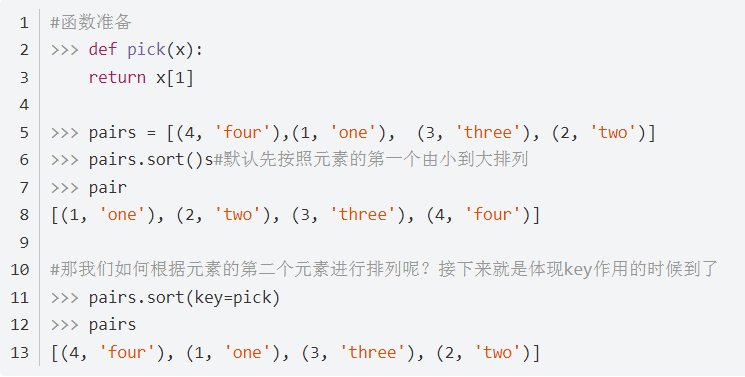 1 #函数准备
2 >>> def pick(x):
3     return x[1]
4
5 >>> pairs = [(4, 'four'),(1, 'one'),  (3, 'three'), (2, 'two')]
6 >>> pairs.sort()s#默认先按照元素的第一个由小到大排列
7 >>> pair
8 [(1, 'one'), (2, 'two'), (3, 'three'), (4, 'four')]
9
10 #那我们如何根据元素的第二个元素进行排列呢？接下来就是体现key作用的时候到了
11 >>> pairs.sort(key=pick)
12 >>> pairs
13 [(4, 'four'), (1, 'one'), (3, 'three'), (2, 'two')]